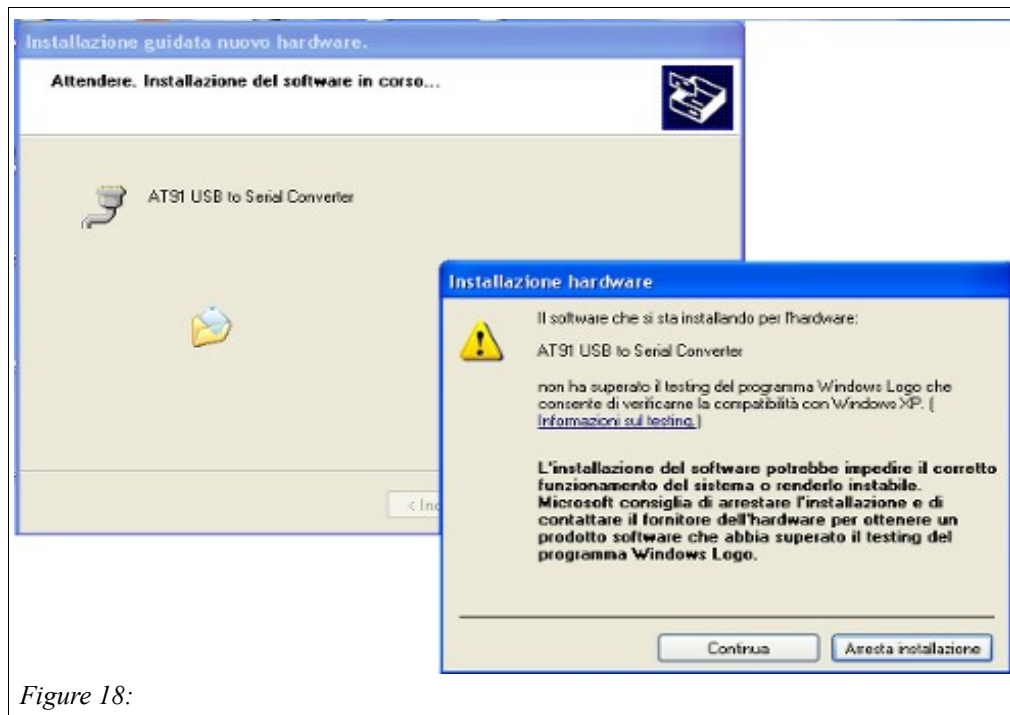 Installazione guidata nuovo hardware.
Attendere. Installazione del software in corso...
AT91 USB to Serial Converter
< Ind
Installazione hardware
Il software che si sta installando per l'hardware:
AT91 USB to Serial Converter
non ha superato il testing del programma Windows Logo che
consente di verificarne la compatibilità con Windows XP. (
Informazioni sul testing.)
L'installazione del software potrebbe impedire il corretto
funzionamento del sistema o renderlo instabile.
Microsoft consiglia di arrestare l'installazione e di
contattare il fornitore dell'hardware per ottenere un
prodotto software che abbia superato il testing del
programma Windows Logo.
Continua
Arresta installazione
Figure 18: